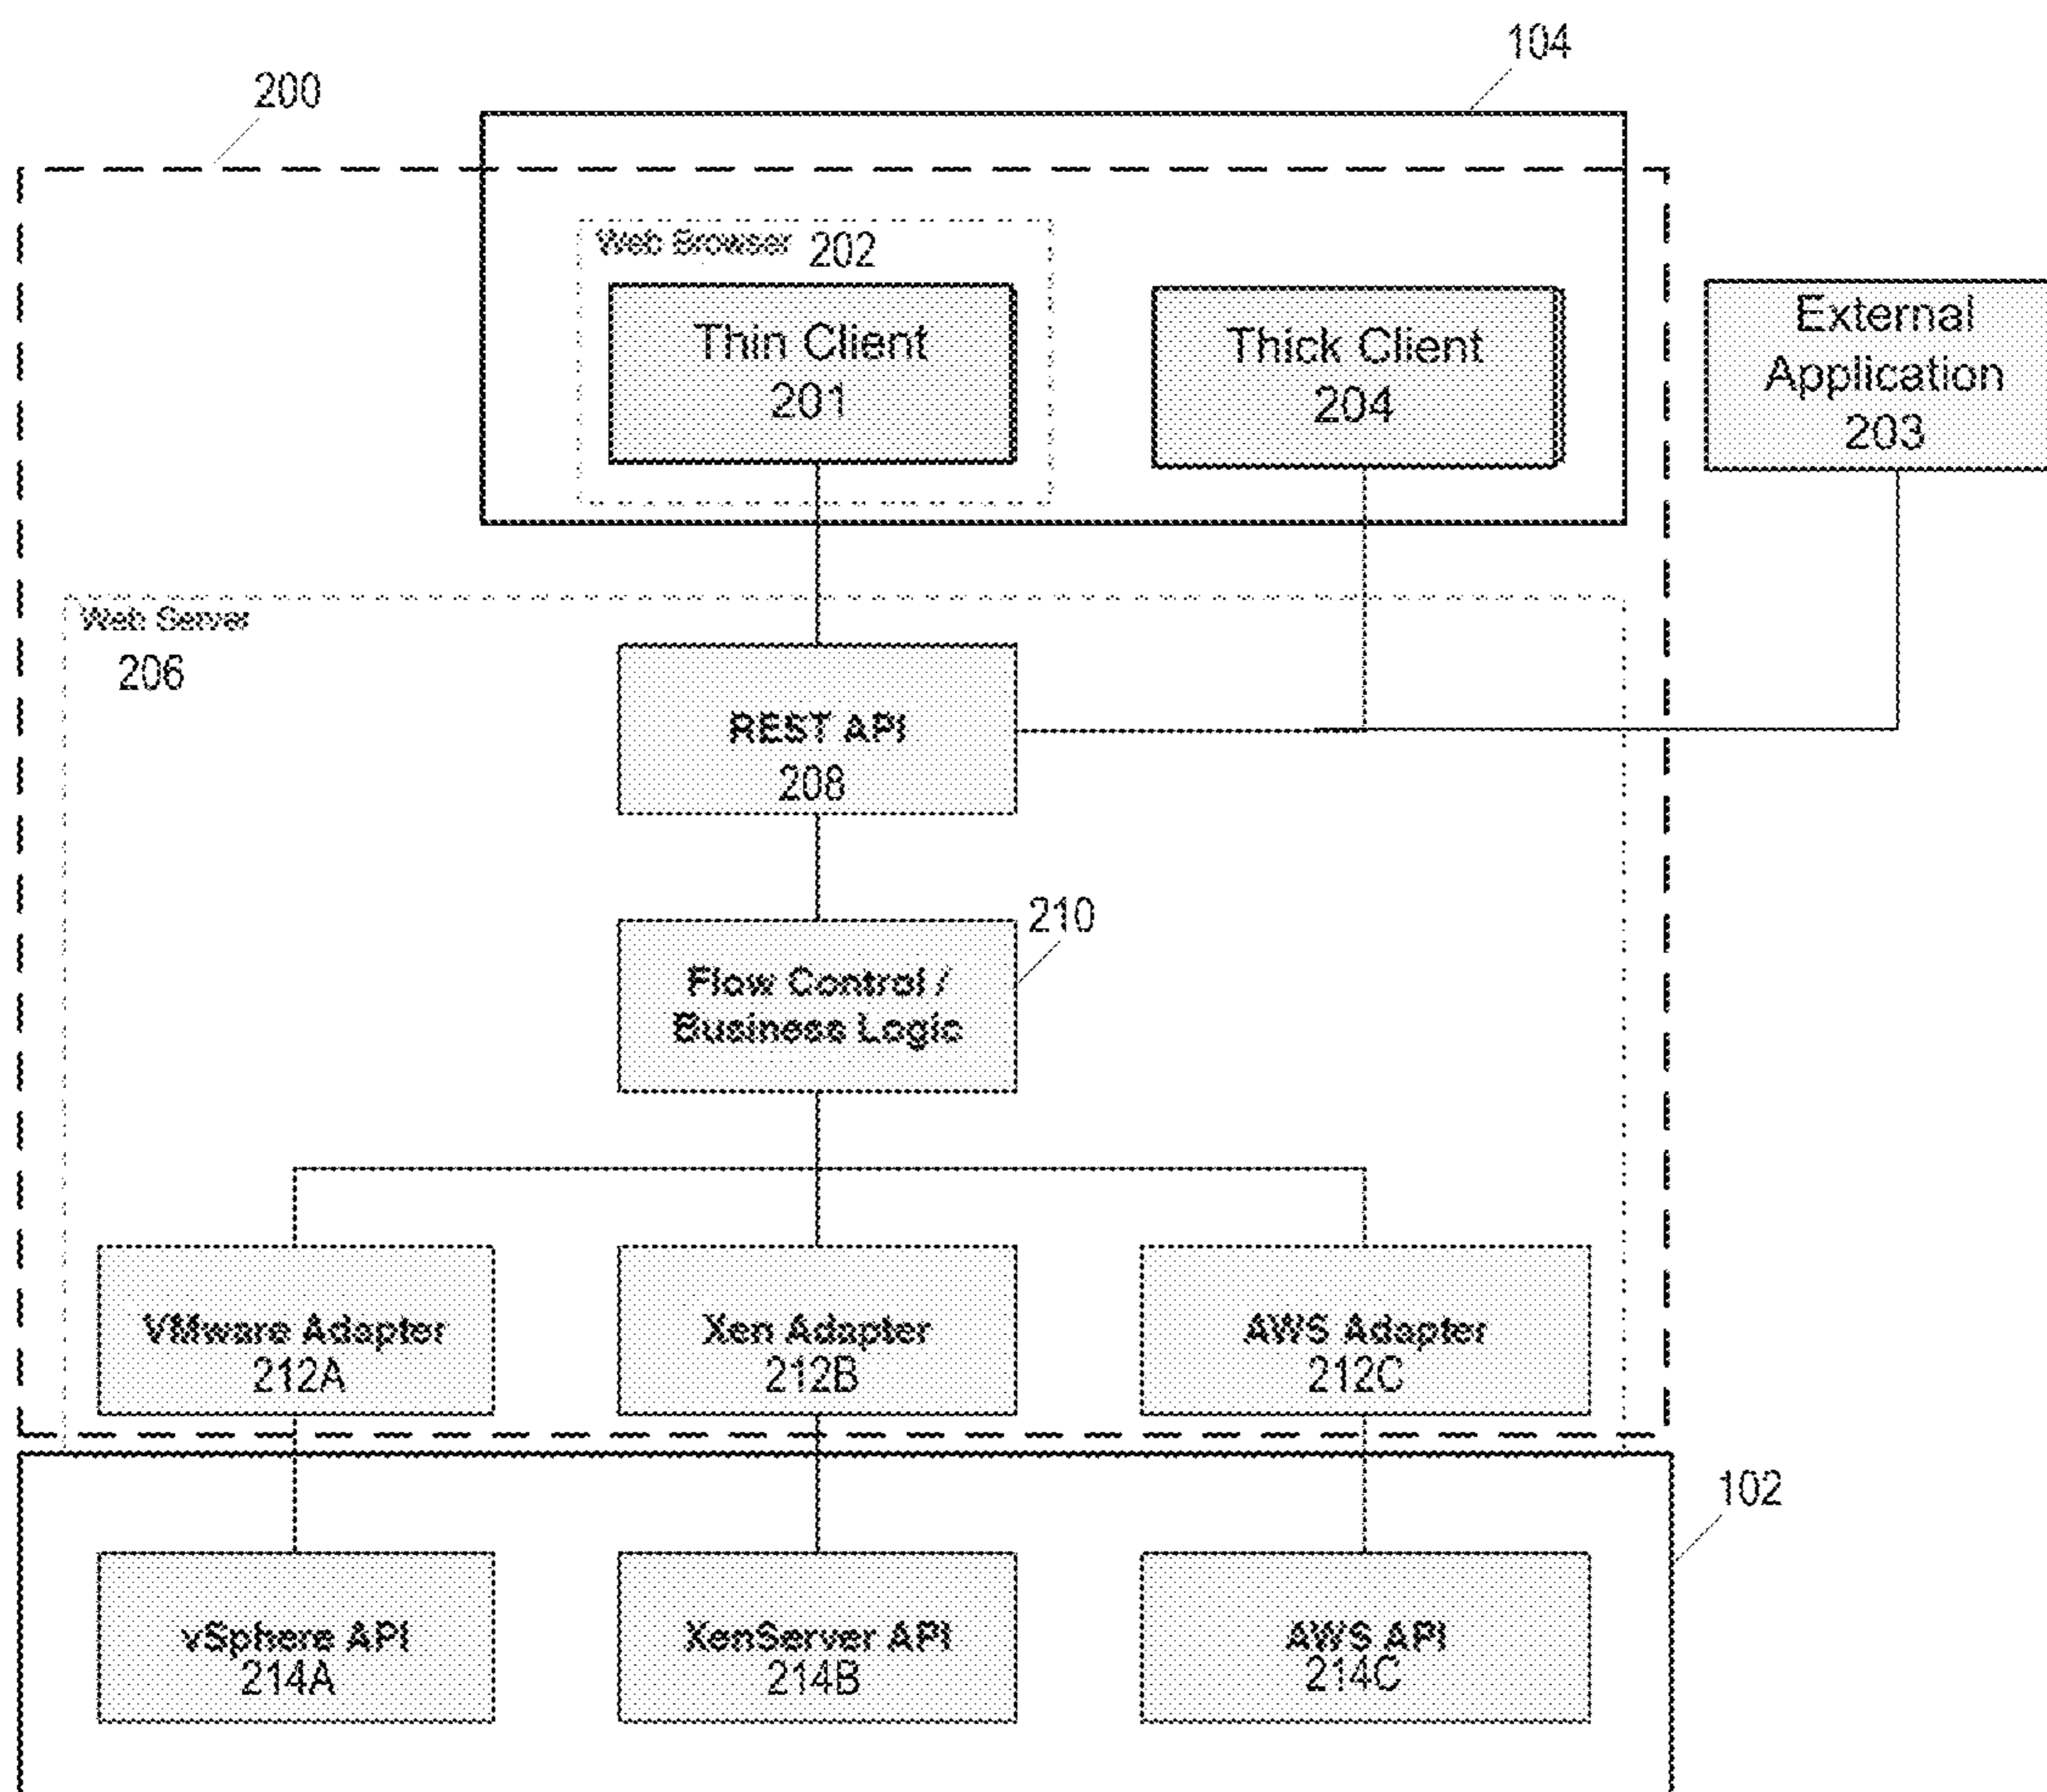 104
200
Web Browser 202
Thin Client
201
Thick Client
204
External
Application
203
Web Server
206
REST API
208
210
Flow Control /
Business Logic
VMware Adapter
212A
Xen Adapter
212B
AWS Adapter
212C
102
vSphere API
214A
XenServer API
214B
AWS API
214C